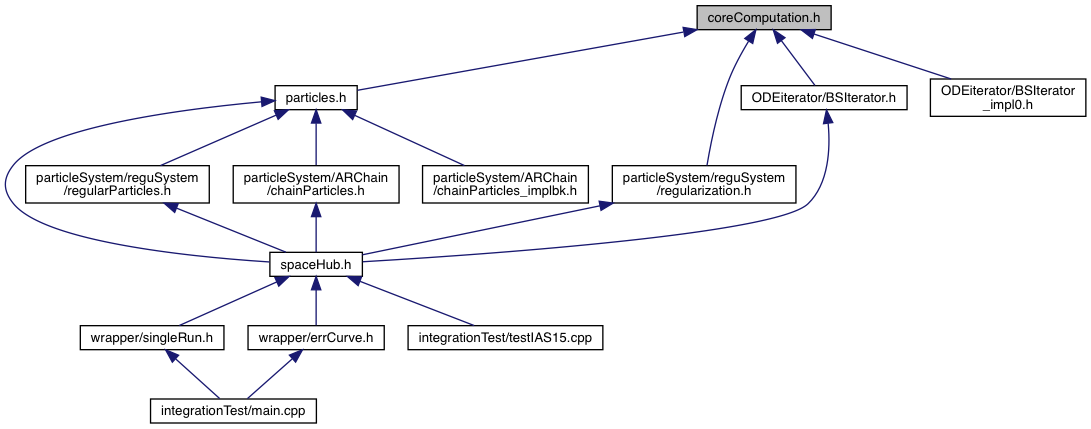 coreComputation.h
particles.h
ODEiterator/BSIterator.h
ODEiterator/BSIterator
_impl0.h
particleSystem/reguSystem
/regularParticles.h
particleSystem/ARChain
/chainParticles.h
particleSystem/ARChain
/chainParticles_implbk.h
particleSystem/reguSystem
/regularization.h
spaceHub.h
wrapper/singleRun.h
wrapper/errCurve.h
integrationTest/testIAS15.cpp
integrationTest/main.cpp